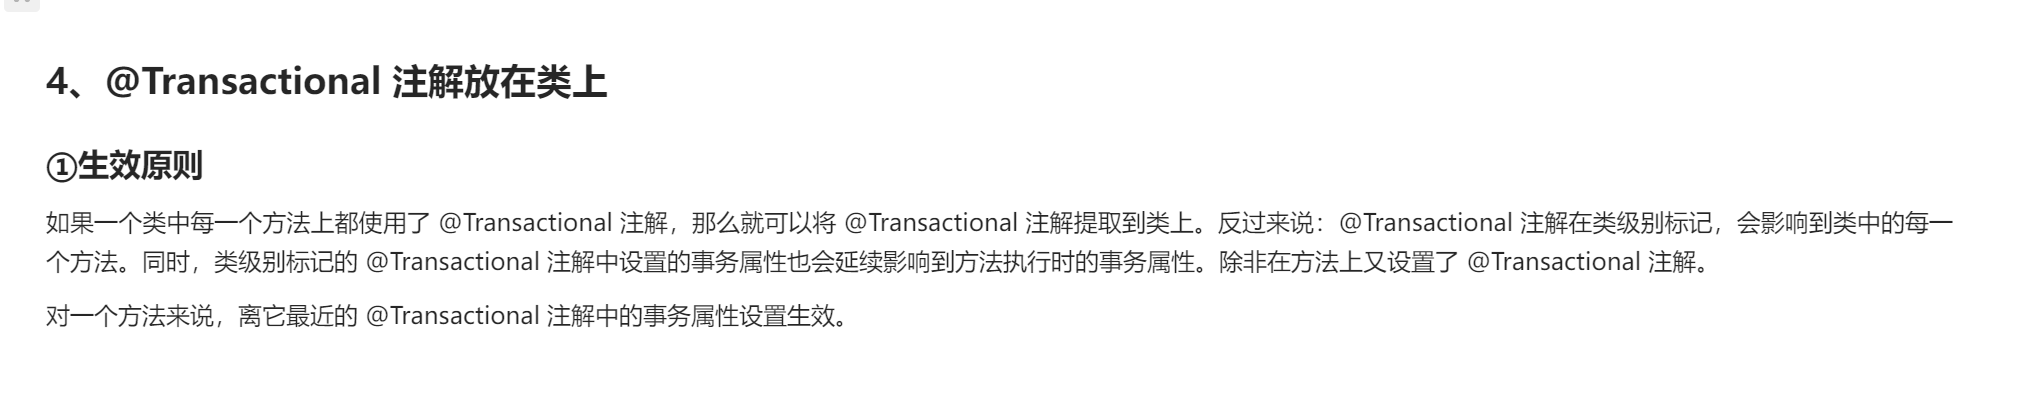 4、@Transactional 注解放在类上
①生效原则
如果一个类中每一个方法上都使用了 @Transactional 注解，那么就可以将 @Transactional 注解提取到类上。反过来说：@Transactional 注解在类级别标记，会影响到类中的每一
个方法。同时，类级别标记的 @Transactional 注解中设置的事务属性也会延续影响到方法执行时的事务属性。除非在方法上又设置了 @Transactional 注解。
对一个方法来说，离它最近的 @Transactional 注解中的事务属性设置生效。